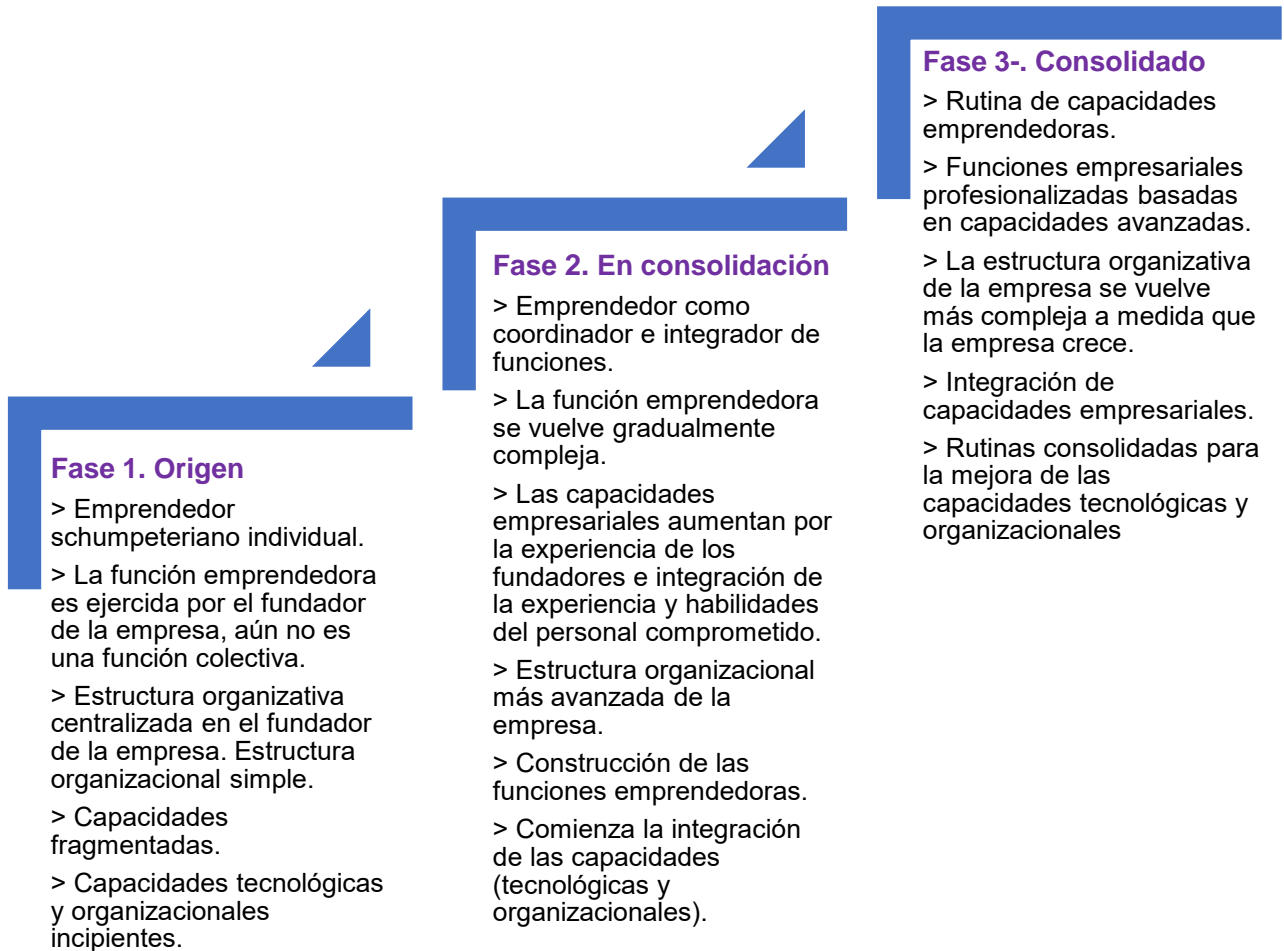 Fase 1. Origen
> Emprendedor
schumpeteriano individual.
> La función emprendedora
es ejercida por el fundador
de la empresa, aún no es
una función colectiva.
> Estructura organizativa
centralizada en el fundador
de la empresa. Estructura
organizacional simple.
> Capacidades
fragmentadas.
> Capacidades tecnológicas
y organizacionales
incipientes.
Fase 2. En consolidación
> Emprendedor como
coordinador e integrador de
funciones.
> La función emprendedora
se vuelve gradualmente
compleja.
> Las capacidades
empresariales aumentan por
la experiencia de los
fundadores e integración de
la experiencia y habilidades
del personal comprometido.
> Estructura organizacional
más avanzada de la
empresa.
> Construcción de las
funciones emprendedoras.
> Comienza la integración
de las capacidades
(tecnológicas y
organizacionales).
Fase 3-. Consolidado
> Rutina de capacidades
emprendedoras.
> Funciones empresariales
profesionalizadas basadas
en capacidades avanzadas.
> La estructura organizativa
de la empresa se vuelve
más compleja a medida que
la empresa crece.
> Integración de
capacidades empresariales.
> Rutinas consolidadas para
la mejora de las
capacidades tecnológicas y
organizacionales